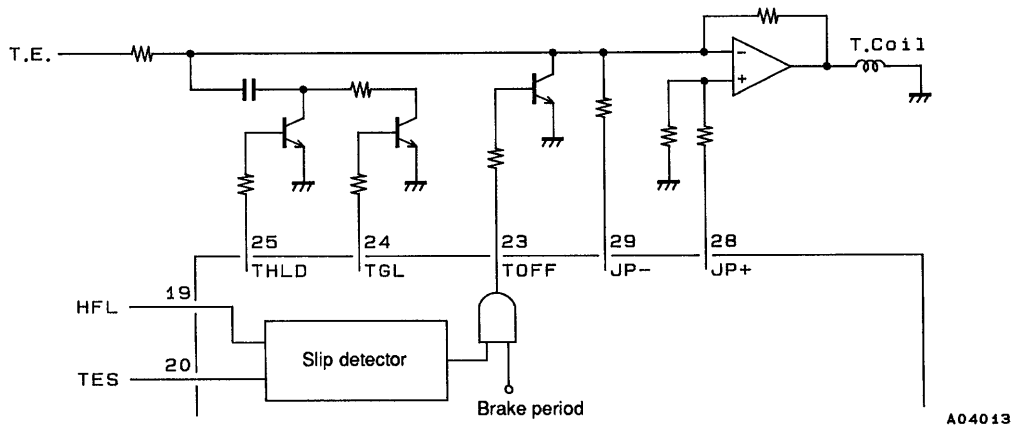 T.E.
T.Coil
−
+
25
24
23
29
28
THLD
TGL
TOFF
JP-
JP+
HFL
19
TES
20
Slip detector
Brake period
A04013